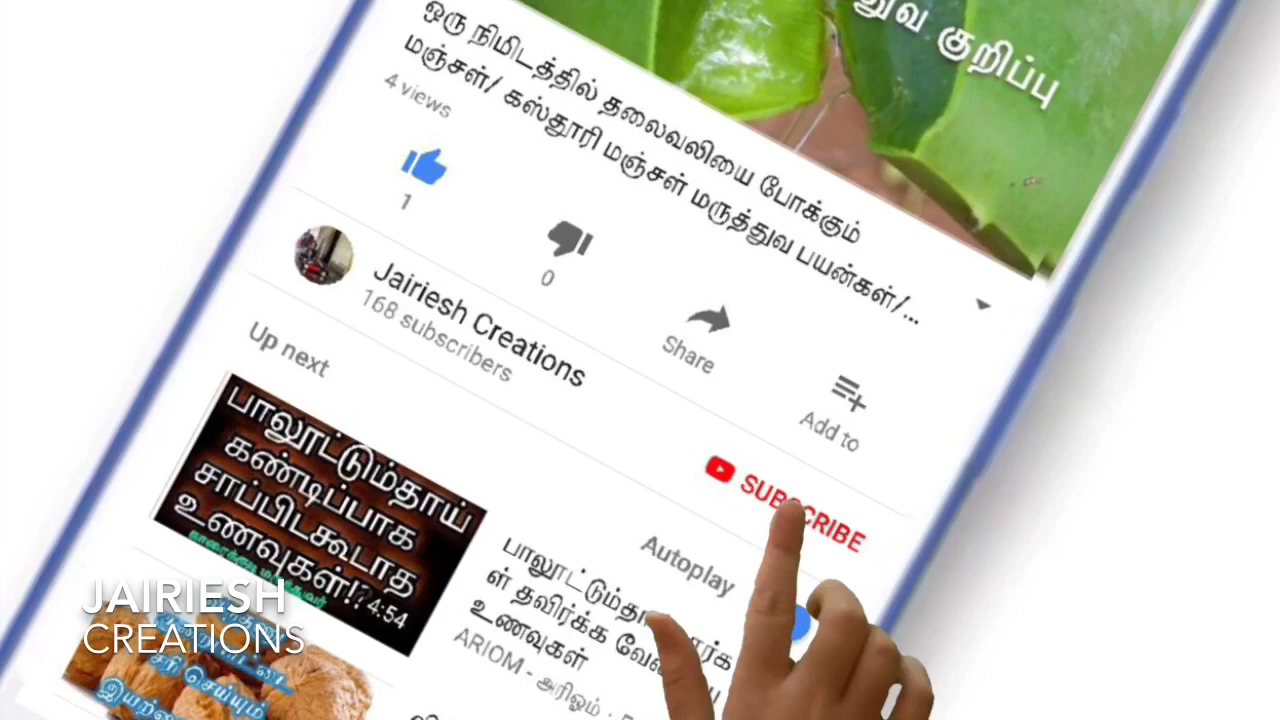 குறிப்பு
ஒரு நிமிடத்தில் தலைவலியை போக்கும்
மஞ்சள்/ கஸ்தூரி மஞ்சள் மருத்துவ பயன்கள்/...
4 views
1
0
Share
Add to
Jairiesh Creations
168 subscribers
SUBSCRIBE
Up next
Autoplay
பாலூட்டும்தாய்
கண்டிப்பாக
சாப்பிடகூடாத
உணவுகள்!?
4:54
உணவுகள்
ARIOM - அரிஓம் ·
சரி செய்யும்
JAIRIESH
CREATIONS